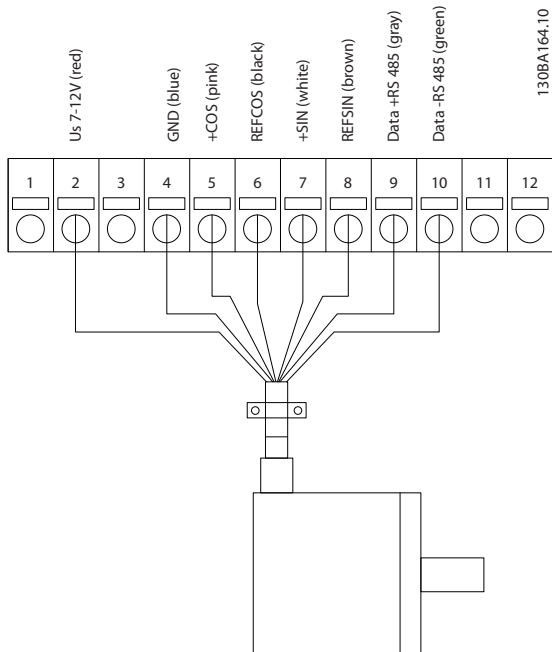 Us 7-12V (red)
GND (blue)
+COS (pink)
REFCOS (black)
+SIN (white)
REFSIN (brown)
Data +RS 485 (gray)
Data -RS 485 (green)
130BA164.10
1 2 3 4 5 6 7 8 9 10 11 12